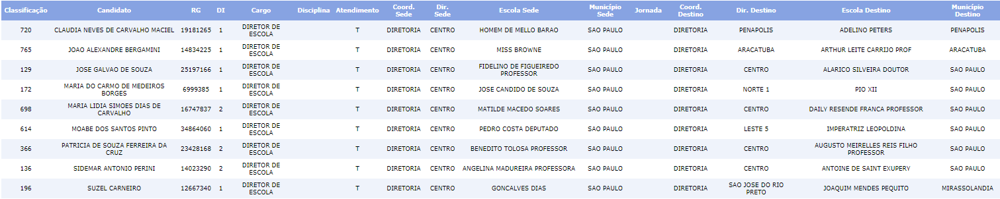 Classificação Candidato RG DI Cargo Disciplina Atendimento Coord. Sede Dir. Sede Escola Sede Município Sede Jornada Coord. Destino Dir. Destino Escola Destino Município Destino
720 CLAUDIA NEVES DE CARVALHO MACIEL 19181265 1 DIRETOR DE ESCOLA T DIRETORIA CENTRO HOMEM DE MELLO BARAO SAO PAULO DIRETORIA PENAPOLIS ADELINO PETERS PENAPOLIS
765 JOAO ALEXANDRE BERGAMINI 14834225 1 DIRETOR DE ESCOLA T DIRETORIA CENTRO MISS BROWNE SAO PAULO DIRETORIA ARACATUBA ARTHUR LEITE CARRIJO PROF ARACATUBA
129 JOSE GALVAO DE SOUZA 25197166 1 DIRETOR DE ESCOLA T DIRETORIA CENTRO FIDELINO DE FIGUEIREDO PROFESSOR SAO PAULO DIRETORIA CENTRO ALARICO SILVEIRA DOUTOR SAO PAULO
172 MARIA DO CARMO DE MEDEIROS BORGES 6999385 1 DIRETOR DE ESCOLA T DIRETORIA CENTRO JOSE CANDIDO DE SOUZA SAO PAULO DIRETORIA NORTE 1 PIO XII SAO PAULO
698 MARIA LIDIA SIMOES DIAS DE CARVALHO 16747837 2 DIRETOR DE ESCOLA T DIRETORIA CENTRO MATILDE MACEDO SOARES SAO PAULO DIRETORIA CENTRO DAILY RESENDE FRANCA PROFESSOR SAO PAULO
614 MOABE DOS SANTOS PINTO 34864060 1 DIRETOR DE ESCOLA T DIRETORIA CENTRO PEDRO COSTA DEPUTADO SAO PAULO DIRETORIA LESTE 5 IMPERATRIZ LEOPOLDINA SAO PAULO
366 PATRICIA DE SOUZA FERREIRA DA CRUZ 23428168 2 DIRETOR DE ESCOLA T DIRETORIA CENTRO BENEDITO TOLOSA PROFESSOR SAO PAULO DIRETORIA CENTRO AUGUSTO MEIRELLES REIS FILHO PROFESSOR SAO PAULO
136 SIDEMAR ANTONIO PERINI 14023290 2 DIRETOR DE ESCOLA T DIRETORIA CENTRO ANGELINA MADUREIRA PROFESSORA SAO PAULO DIRETORIA CENTRO ANTOINE DE SAINT EXUPERY SAO PAULO
196 SUZEL CARNEIRO 12667340 1 DIRETOR DE ESCOLA T DIRETORIA CENTRO GONCALVES DIAS SAO PAULO DIRETORIA SAO JOSE DO RIO PRETO JOAQUIM MENDES PEQUITO MIRASSOLANDIA